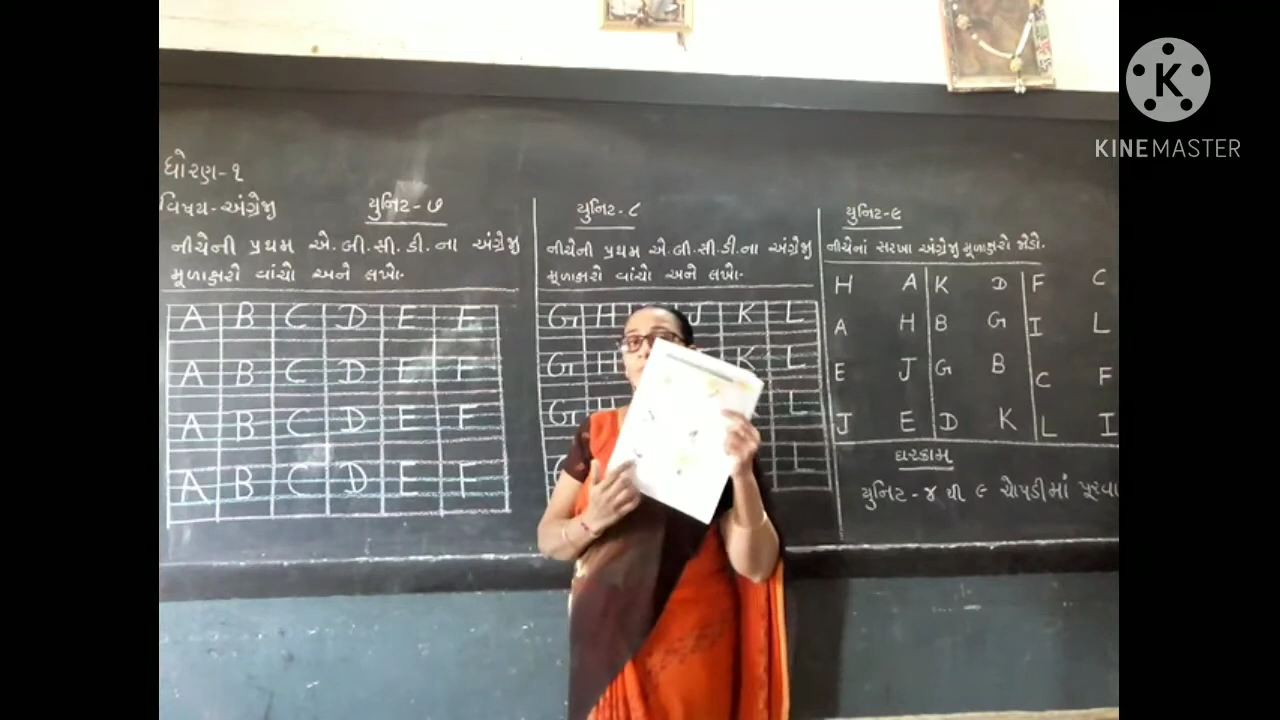 ધોરણ-૧
વિષય-અંગ્રેજી
યુનિટ-૭
નીચેની પ્રથમ એ.બી.સી.ડી.ના અંગ્રેજી
મૂળાક્ષરો વાંચો અને લખો.
A B C D E F
A B C D E F
A B C D E F
A B C D E F
યુનિટ-૮
નીચેની પ્રથમ એ.બી.સી.ડી.ના અંગ્રેજી
મૂળાક્ષરો વાંચો અને લખો.
G H J K L
G H K L
G H L
L
યુનિટ-૯
નીચેનાં સરખા અંગ્રેજી મૂળાક્ષરો જોડો.
H A K D F C
A H B G I L
E J G B C F
J E D K L I
ઘરકામ
યુનિટ-૪ થી ૯ ચોપડીમાં પૂરવા
K
KINEMASTER